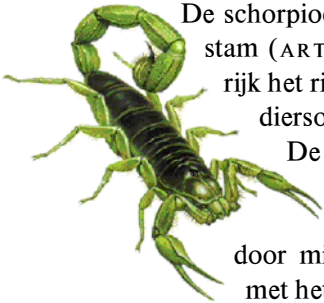 De schorpioe
stam (ART
rijk het ri
dierso
De
door mi
met het